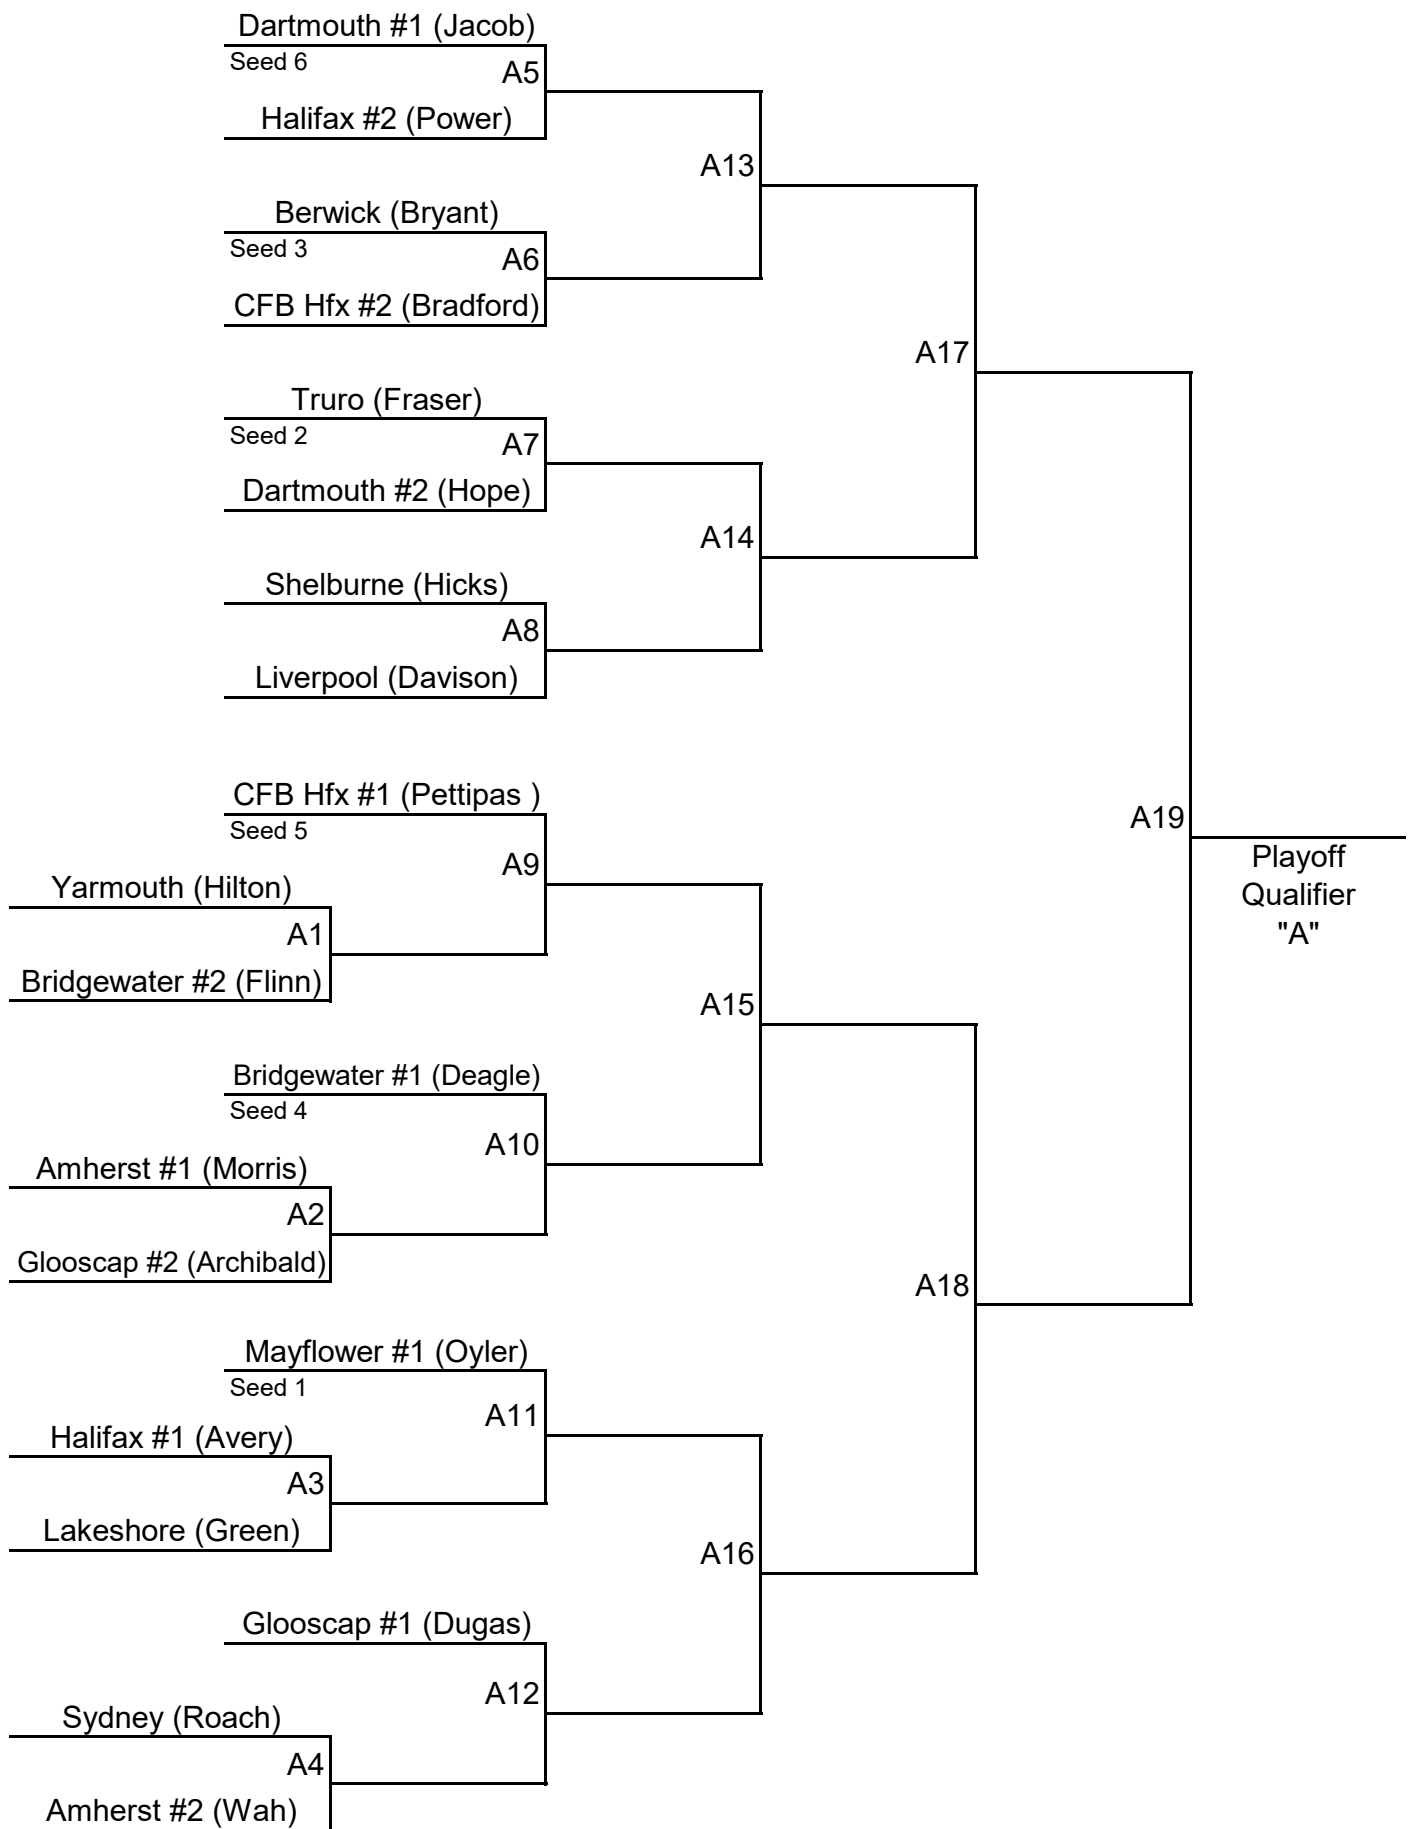 Dartmouth #1 (Jacob)
Seed 6
A5
Halifax #2 (Power)
A13
Berwick (Bryant)
Seed 3
A6
CFB Hfx #2 (Bradford)
A17
Truro (Fraser)
Seed 2
A7
Dartmouth #2 (Hope)
A14
Shelburne (Hicks)
A8
Liverpool (Davison)
CFB Hfx #1 (Pettipas )
Seed 5
A19
A9
Playoff
Qualifier
"A"
Yarmouth (Hilton)
A1
Bridgewater #2 (Flinn)
A15
Bridgewater #1 (Deagle)
Seed 4
A10
Amherst #1 (Morris)
A2
Glooscap #2 (Archibald)
A18
Mayflower #1 (Oyler)
Seed 1
A11
Halifax #1 (Avery)
A3
Lakeshore (Green)
A16
Glooscap #1 (Dugas)
A12
Sydney (Roach)
A4
Amherst #2 (Wah)